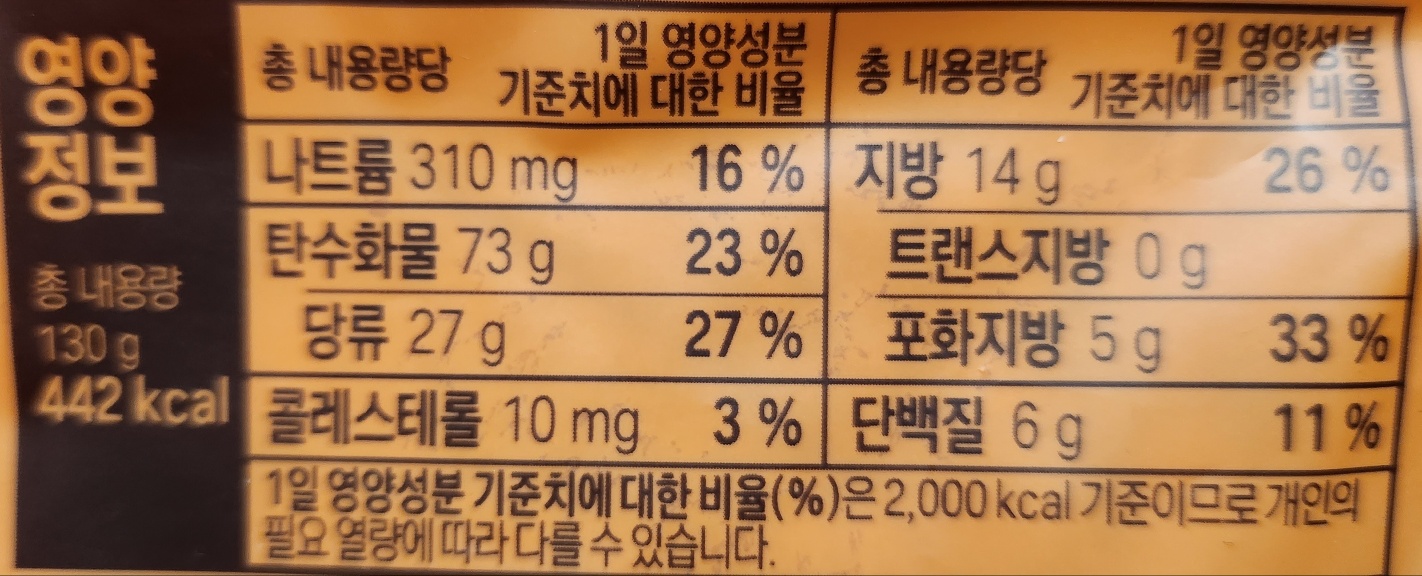 영양
정보
총 내용량
130 g
442 kcal
총 내용량당 1일 영양성분 기준치에 대한 비율
총 내용량당 1일 영양성분 기준치에 대한 비율
나트륨 310 mg 16 %
지방 14 g 26 %
탄수화물 73 g 23 %
트랜스지방 0 g
당류 27 g 27 %
포화지방 5 g 33 %
콜레스테롤 10 mg 3 %
단백질 6 g 11 %
1일 영양성분 기준치에 대한 비율(%)은 2,000 kcal 기준이므로 개인의
필요 열량에 따라 다를 수 있습니다.